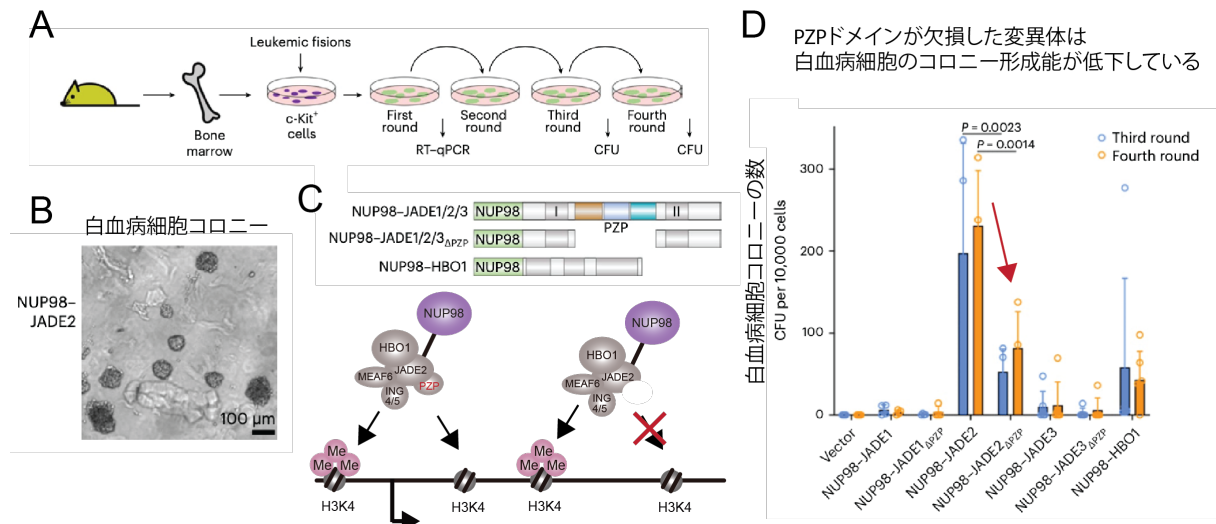 A
Leukemic fisions
Bone
marrow
c-Kit⁺
cells
First
round
Second
round
Third
round
Fourth
round
RT–qPCR
CFU
CFU
B
白血病細胞コロニー
NUP98–
JADE2
100 µm
C
NUP98–JADE1/2/3
NUP98
I
II
PZP
NUP98–JADE1/2/3ΔPZP
NUP98
NUP98–HBO1
NUP98
NUP98
HBO1
JADE2
MEAF6
PZP
ING
4/5
Me
Me Me
H3K4
H3K4
NUP98
HBO1
JADE2
MEAF6
ING
4/5
Me
Me Me
H3K4
H3K4
D
PZPドメインが欠損した変異体は
白血病細胞のコロニー形成能が低下している
白血病細胞コロニーの数
CFU per 10,000 cells
300
200
100
0
P = 0.0023
P = 0.0014
Third round
Fourth round
Vector
NUP98–JADE1
NUP98–JADE1ΔPZP
NUP98–JADE2
NUP98–JADE2ΔPZP
NUP98–JADE3
NUP98–JADE3ΔPZP
NUP98–HBO1